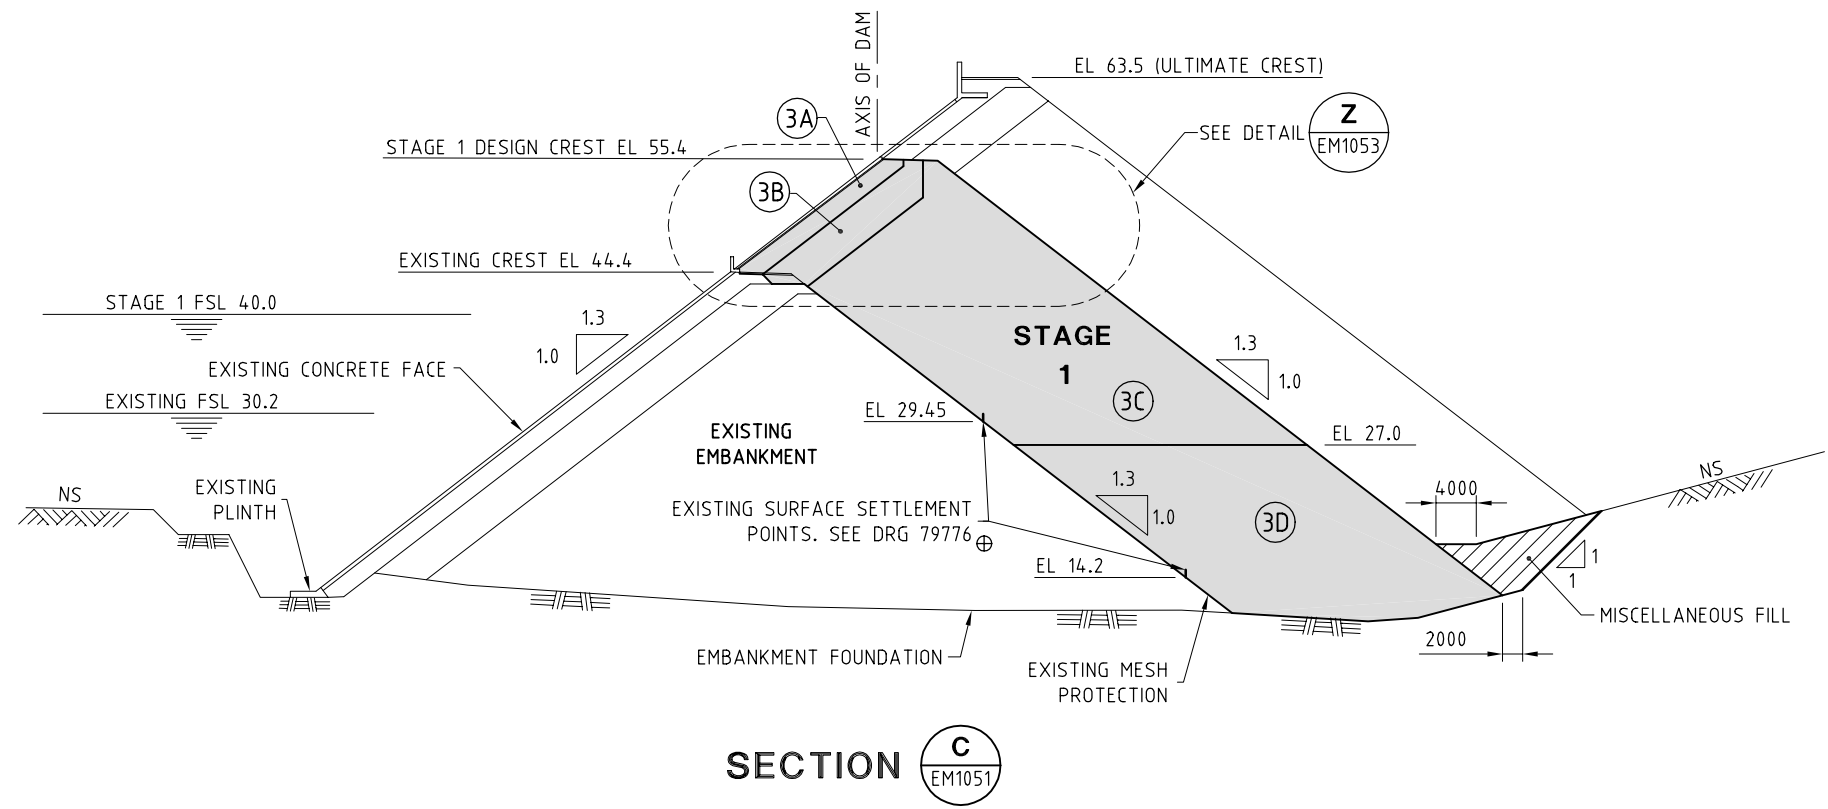 AXIS OF DAM
EL 63.5 (ULTIMATE CREST)
3A
Z
SEE DETAIL
EM1053
STAGE 1 DESIGN CREST EL 55.4
3B
EXISTING CREST EL 44.4
STAGE 1 FSL 40.0
1.3
1.0
STAGE
1
1.3
1.0
EXISTING CONCRETE FACE
3C
EXISTING FSL 30.2
EL 29.45
EXISTING
EMBANKMENT
EL 27.0
NS
EXISTING
PLINTH
1.3
1.0
4000
NS
EXISTING SURFACE SETTLEMENT
POINTS. SEE DRG 79776
3D
EL 14.2
1
1
MISCELLANEOUS FILL
2000
EMBANKMENT FOUNDATION
EXISTING MESH
PROTECTION
SECTION
C
EM1051